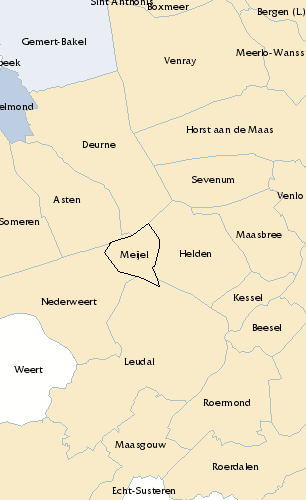 Sint Anthonis
Boxmeer
Bergen (L.)
Gemert-Bakel
Meerlo-Wanss
Venray
eek
elmond
Horst aan de Maas
Deurne
Sevenum
Asten
Venlo
Someren
Maasbree
Meijel
Helden
Nederweert
Kessel
Beesel
Leudal
Weert
Roermond
Maasgouw
Roerdalen
Echt-Susteren